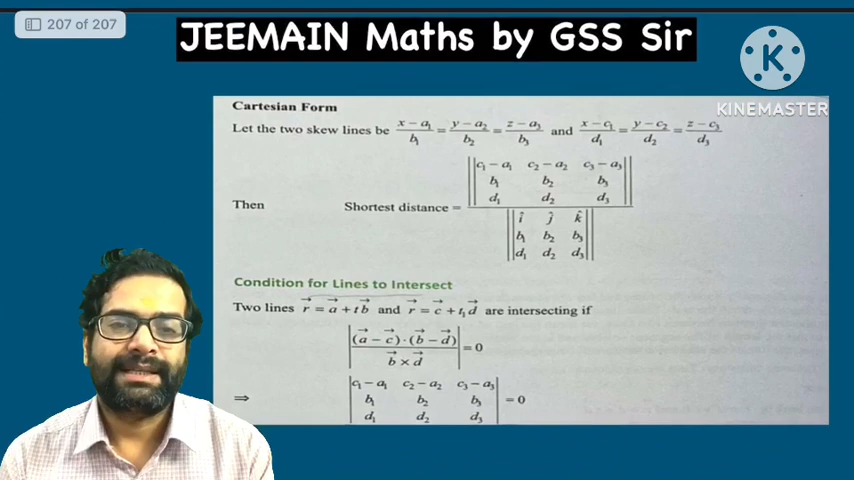 207 of 207
JEEMAIN Maths by GSS Sir
K
KINEMASTER
Cartesian Form
Let the two skew lines be (x − a₁)/b₁ = (y − a₂)/b₂ = (z − a₃)/b₃ and (x − c₁)/d₁ = (y − c₂)/d₂ = (z − c₃)/d₃
Then Shortest distance = ||c₁ − a₁ c₂ − a₂ c₃ − a₃|
b₁ b₂ b₃
d₁ d₂ d₃||
||î ĵ k̂
b₁ b₂ b₃
d₁ d₂ d₃||
Condition for Lines to Intersect
Two lines r⃗ = a⃗ + t b⃗ and r⃗ = c⃗ + t₁ d⃗ are intersecting if
|(a⃗ − c⃗) · (b⃗ − d⃗) / b⃗ × d⃗| = 0
⇒ |c₁ − a₁ c₂ − a₂ c₃ − a₃
b₁ b₂ b₃ = 0
d₁ d₂ d₃|